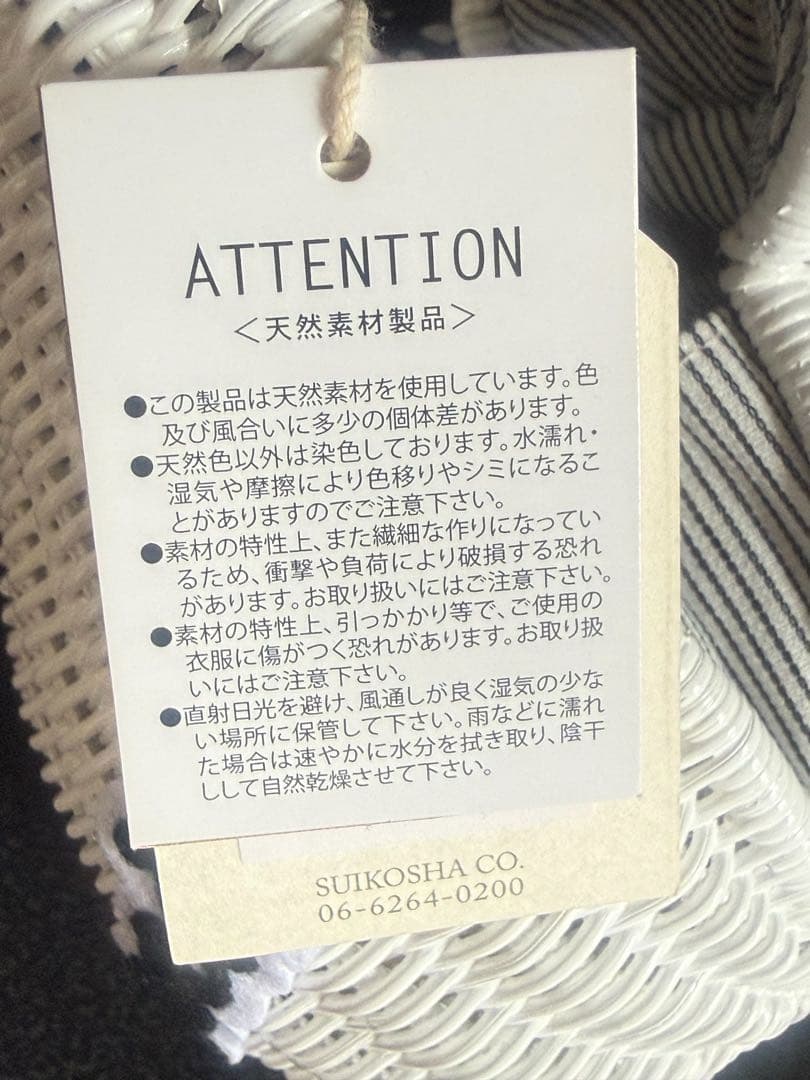 ATTENTION
＜天然素材製品＞
●この製品は天然素材を使用しています。色
及び風合いに多少の個体差があります。
●天然色以外は染色しております。水濡れ・
湿気や摩擦により色移りやシミになるこ
とがありますのでご注意下さい。
●素材の特性上、また繊細な作りになってい
るため、衝撃や負荷により破損する恐れ
があります。お取り扱いにはご注意下さい。
●素材の特性上、引っかかり等で、ご使用の
衣服に傷がつく恐れがあります。お取り扱
いにはご注意下さい。
●直射日光を避け、風通しが良く湿気の少な
い場所に保管して下さい。雨などに濡れ
た場合は速やかに水分を拭き取り、陰干
しして自然乾燥させて下さい。
SUIKOSHA CO.
06-6264-0200